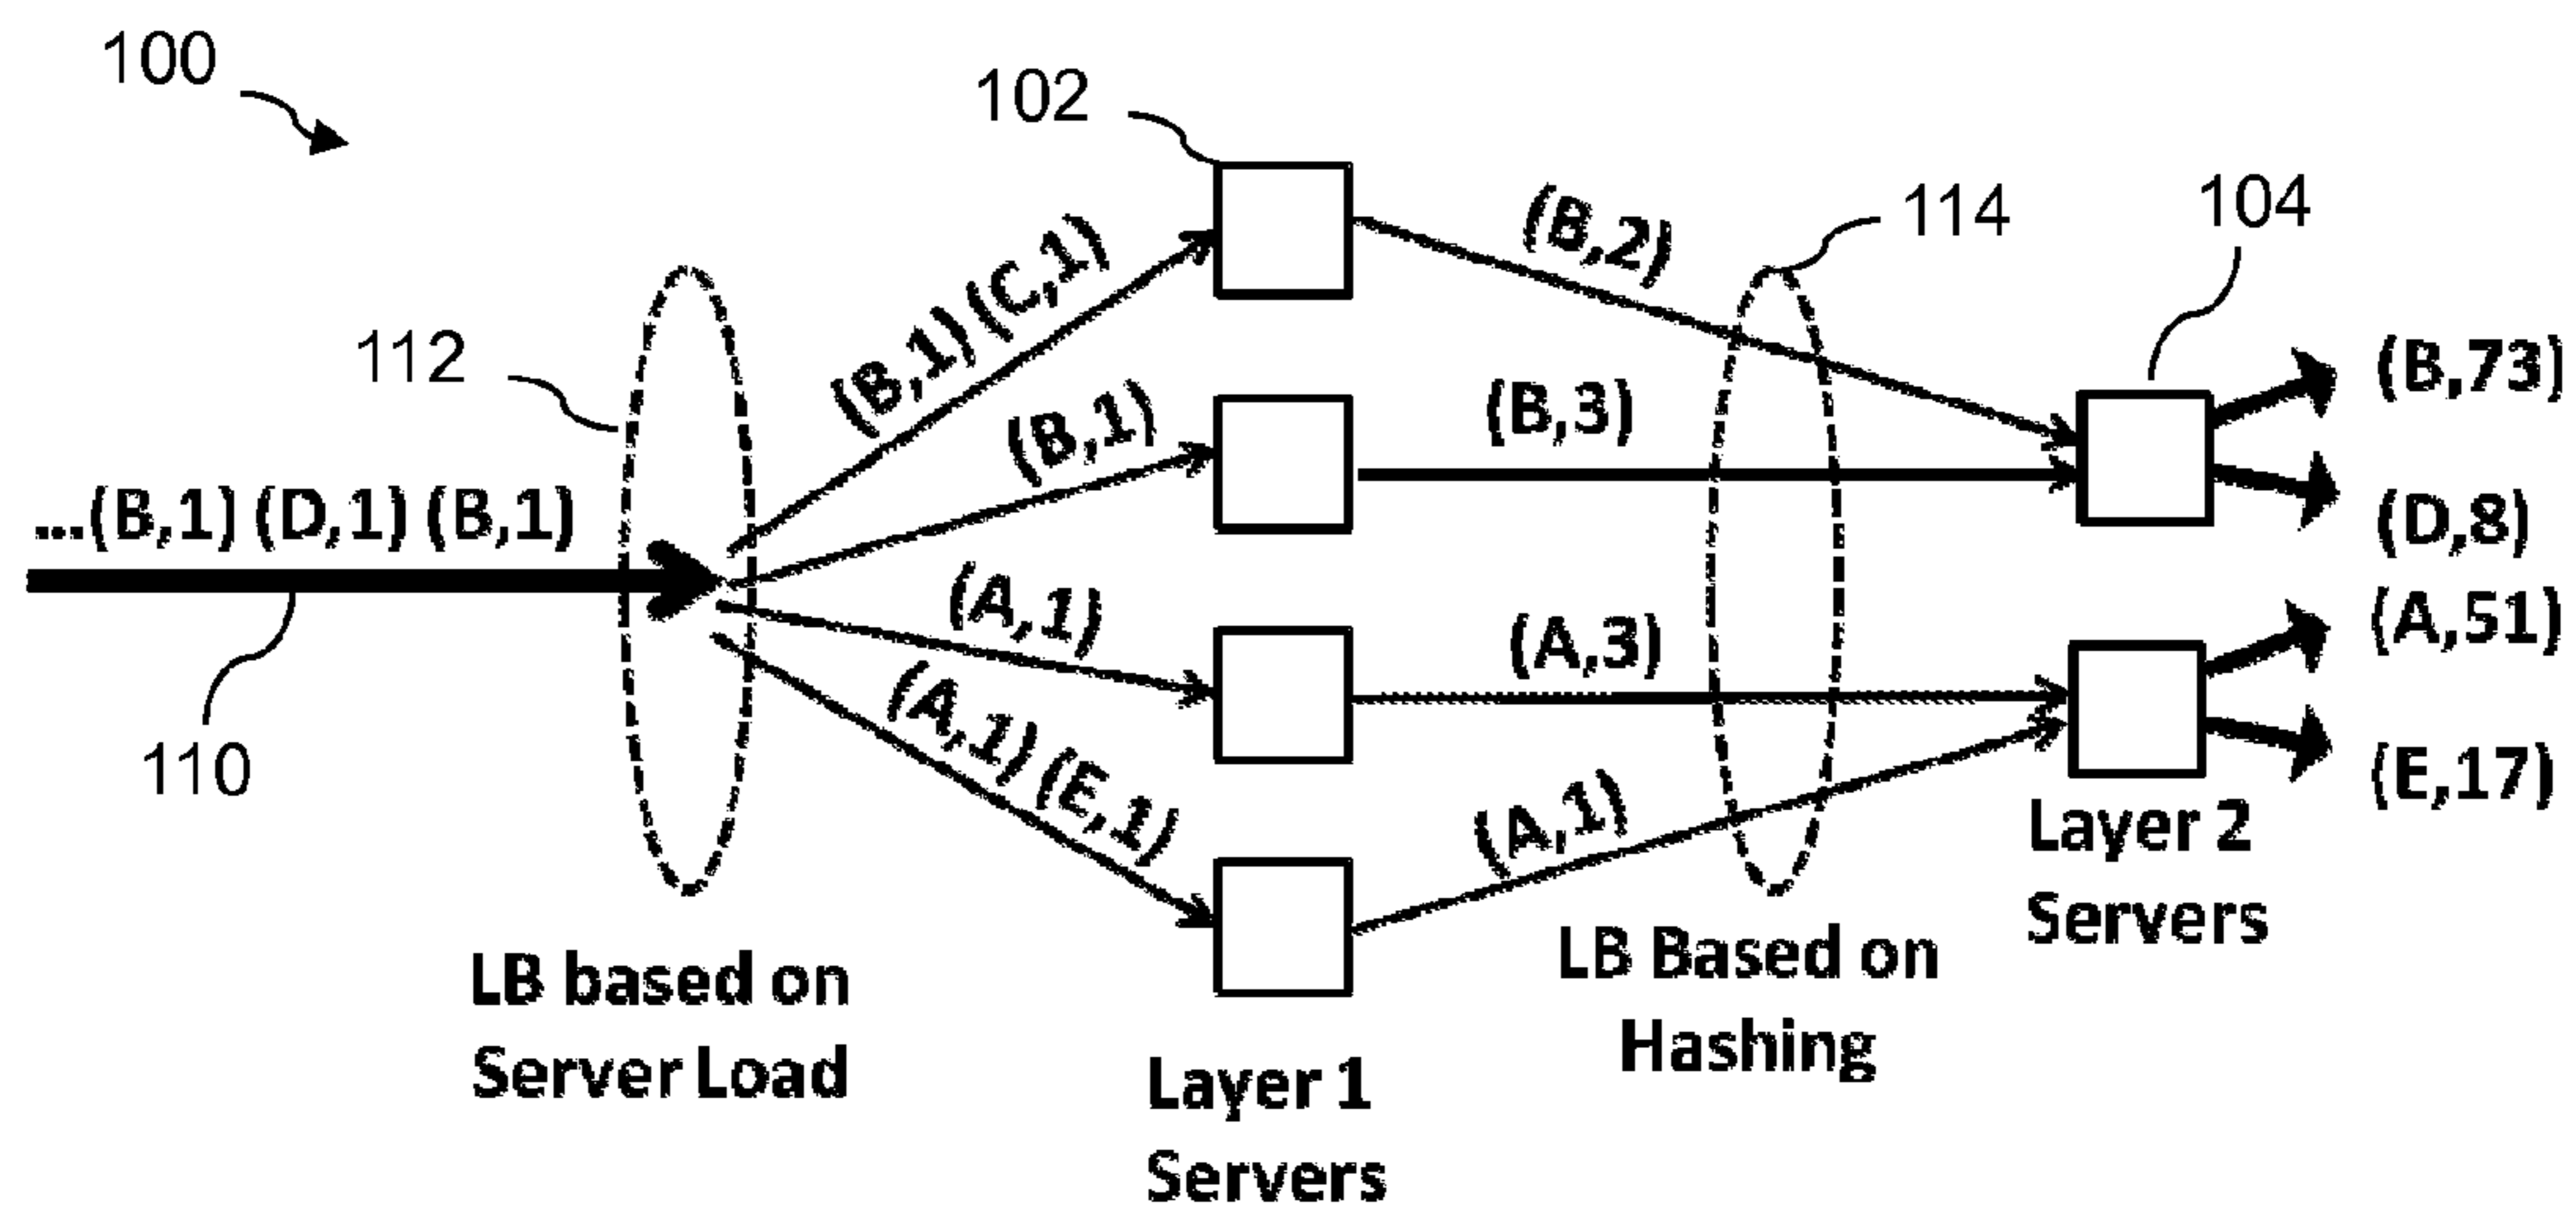 100
102
104
114
112
110
...(B,1) (D,1) (B,1)
(B,1) (C,1)
(B,1)
(A,1)
(A,1) (E,1)
(B,2)
(B,3)
(A,3)
(A,1)
(B,73)
(D,8)
(A,51)
(E,17)
LB based on
Server Load
Layer 1
Servers
LB Based on
Hashing
Layer 2
Servers